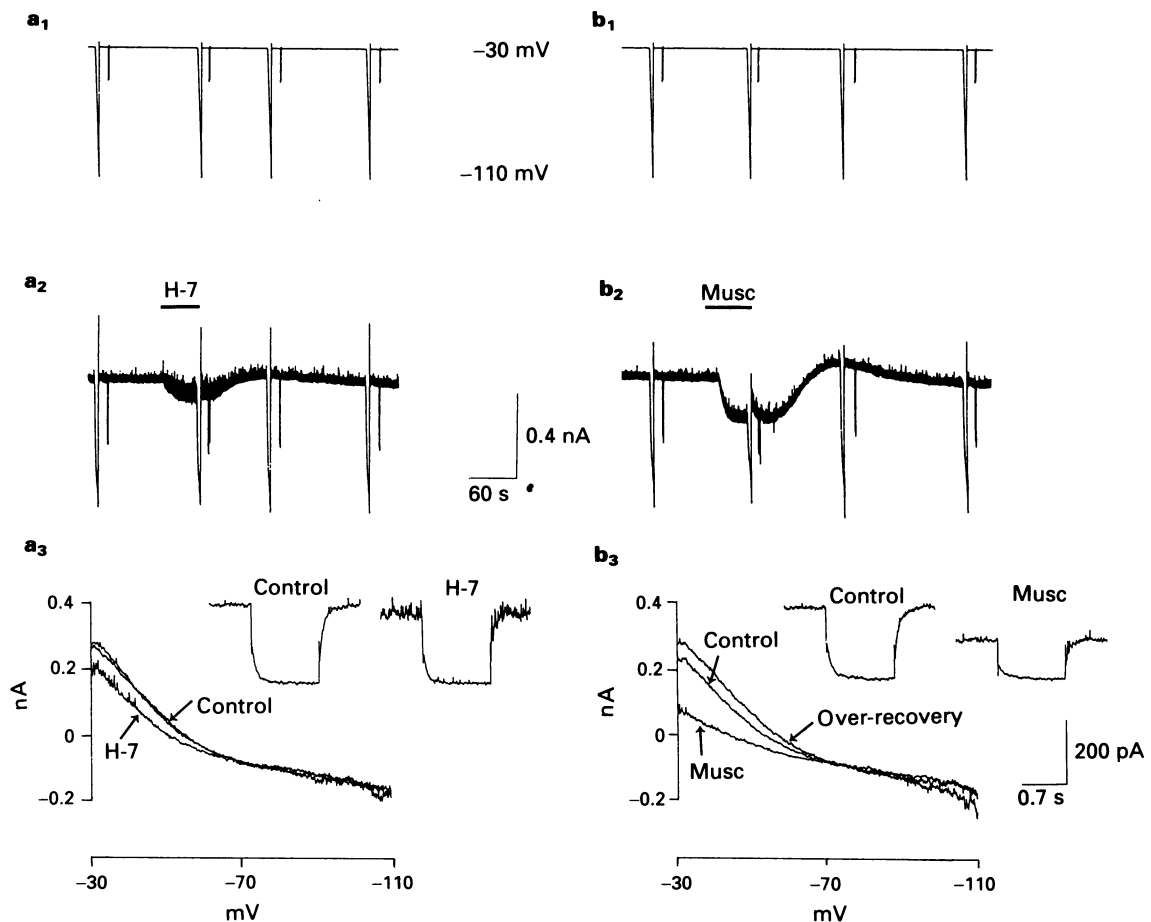 a1
b1
−30 mV
−110 mV
a2
H-7
b2
Musc
0.4 nA
60 s
a3
Control
H-7
0.4
0.2
0
−0.2
nA
Control
H-7
−30
−70
−110
mV
b3
Control
Musc
0.4
0.2
0
−0.2
nA
Control
Over-recovery
Musc
200 pA
0.7 s
−30
−70
−110
mV